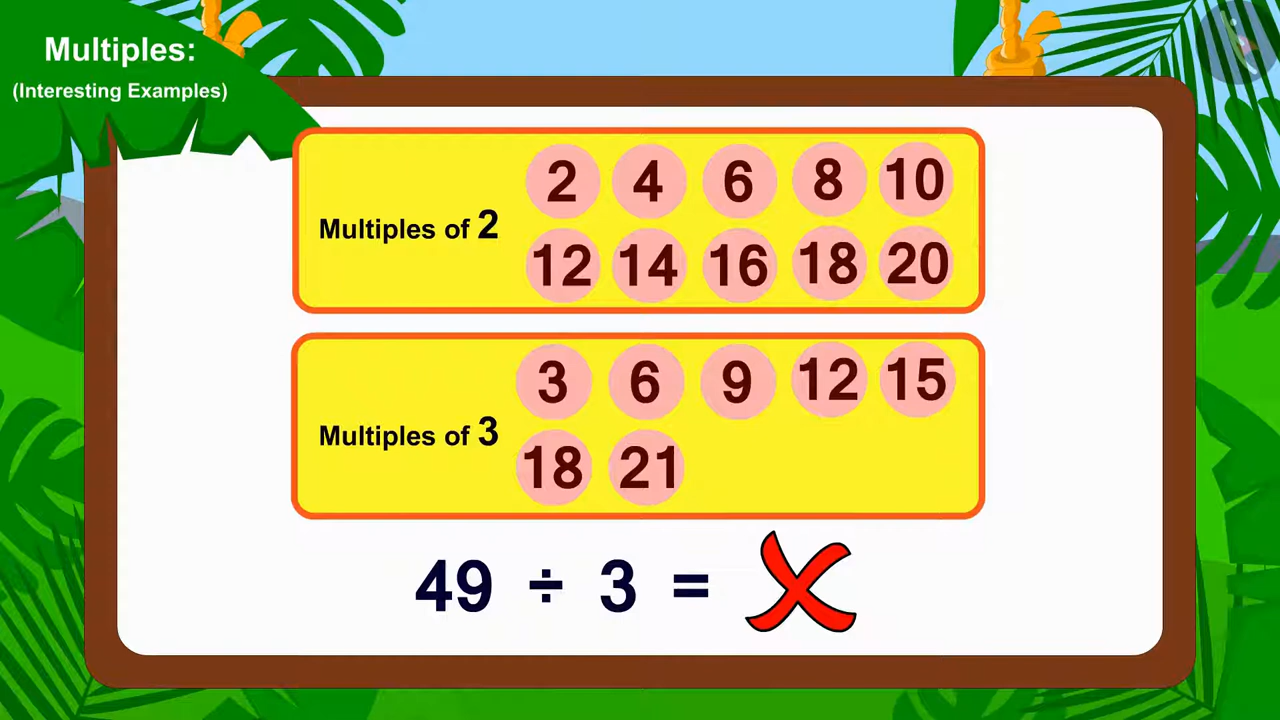 Multiples:
(Interesting Examples)
Multiples of 2
2 4 6 8 10
12 14 16 18 20
Multiples of 3
3 6 9 12 15
18 21
49 ÷ 3 =